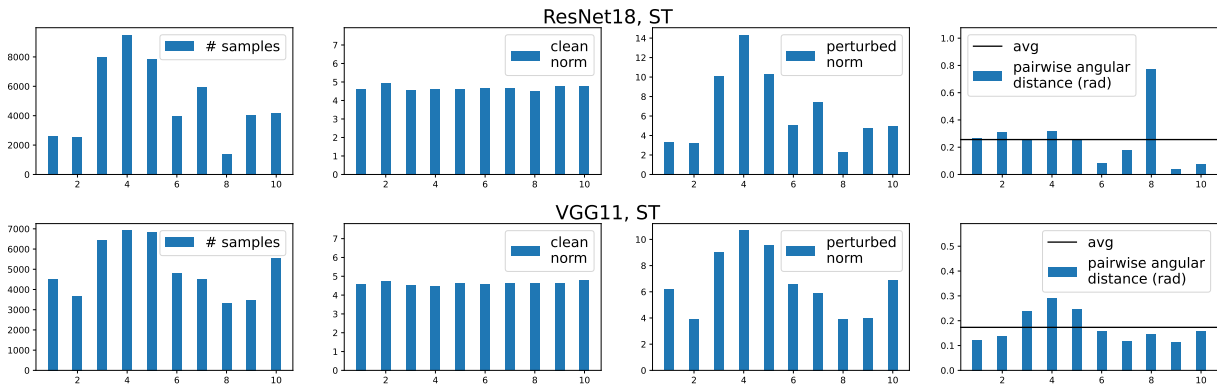 ResNet18, ST
# samples
0
2000
4000
6000
8000
2 4 6 8 10
clean
norm
0
1
2
3
4
5
6
7
2 4 6 8 10
perturbed
norm
0
2
4
6
8
10
12
14
2 4 6 8 10
avg
pairwise angular
distance (rad)
0.0
0.2
0.4
0.6
0.8
1.0
2 4 6 8 10
VGG11, ST
# samples
0
1000
2000
3000
4000
5000
6000
7000
2 4 6 8 10
clean
norm
0
1
2
3
4
5
6
7
2 4 6 8 10
perturbed
norm
0
2
4
6
8
10
2 4 6 8 10
avg
pairwise angular
distance (rad)
0.0
0.1
0.2
0.3
0.4
0.5
2 4 6 8 10